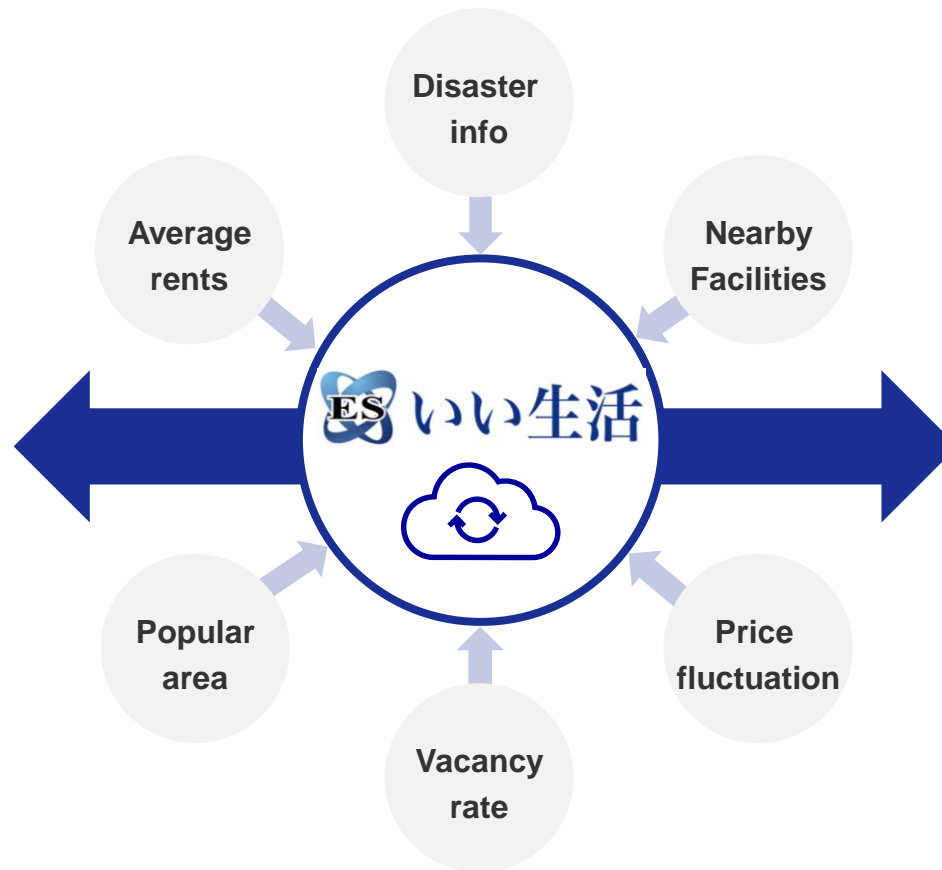 Disaster
info
Average
rents
Nearby
Facilities
ES いい生活
Popular
area
Price
fluctuation
Vacancy
rate